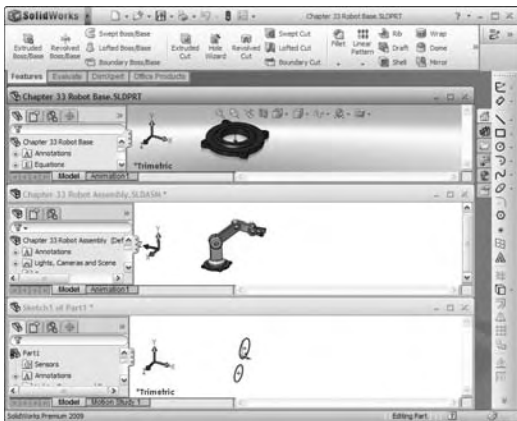 SolidWorks Chapter 33 Robot Base.SLDPRT
Extruded Boss/Base
Revolved Boss/Base
Swept Boss/Base
Lofted Boss/Base
Boundary Boss/Base
Extruded Cut
Hole Wizard
Revolved Cut
Swept Cut
Lofted Cut
Boundary Cut
Fillet
Linear Pattern
Rib
Draft
Shell
Wrap
Dome
Mirror
Features Evaluate DimXpert Office Products
Chapter 33 Robot Base.SLDPRT
Chapter 33 Robot Base
Annotations
Equations
*Trimetric
Model Animation1
Chapter 33 Robot Assembly.SLDASM *
Chapter 33 Robot Assembly (Def
Annotations
Lights, Cameras and Scene
Model Animation1
Sketch1 of Part1 *
Part1
Sensors
Annotations
*Trimetric
Model Motion Study 1
SolidWorks Premium 2009 Editing Part